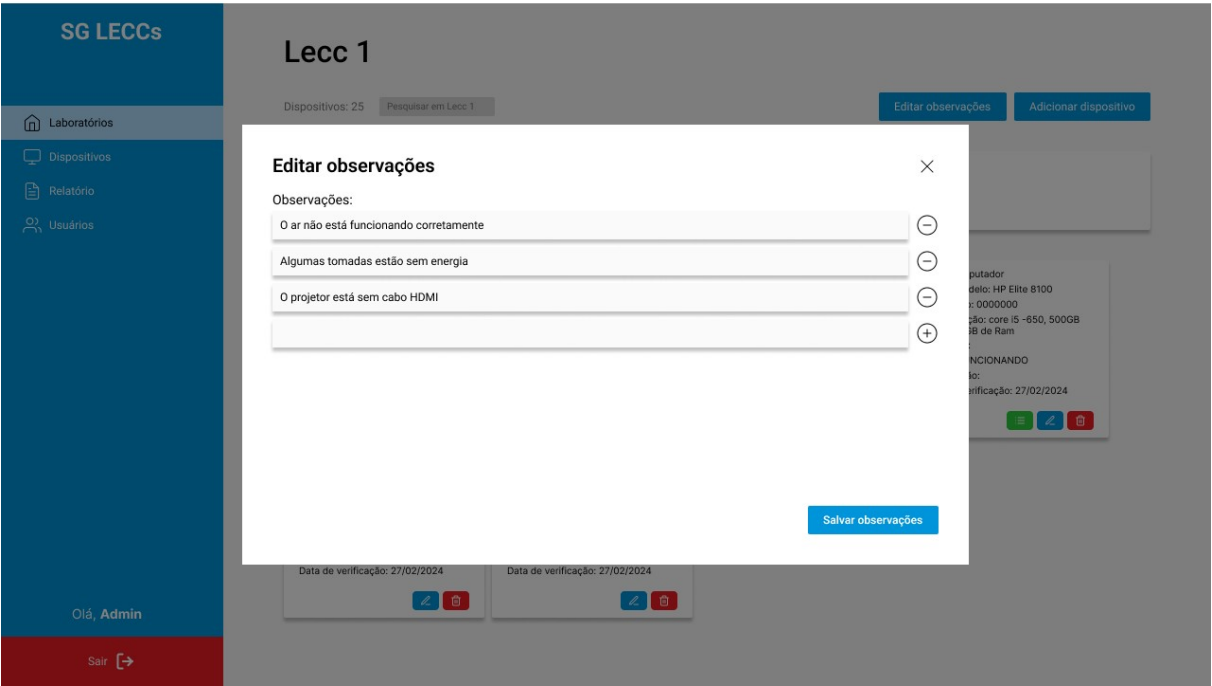 SG LECCs
Laboratórios
Dispositivos
Relatório
Usuários
Olá, Admin
Sair
Lecc 1
Dispositivos: 25
Pesquisar em Lecc 1
Editar observações
Adicionar dispositivo
Editar observações
Observações:
O ar não está funcionando corretamente
Algumas tomadas estão sem energia
O projetor está sem cabo HDMI
Salvar observações
putador
delo: HP Elite 8100
o: 0000000
ção: core i5 -650, 500GB
GB de Ram
:
NCIONANDO
ão:
erificação: 27/02/2024
Data de verificação: 27/02/2024
Data de verificação: 27/02/2024